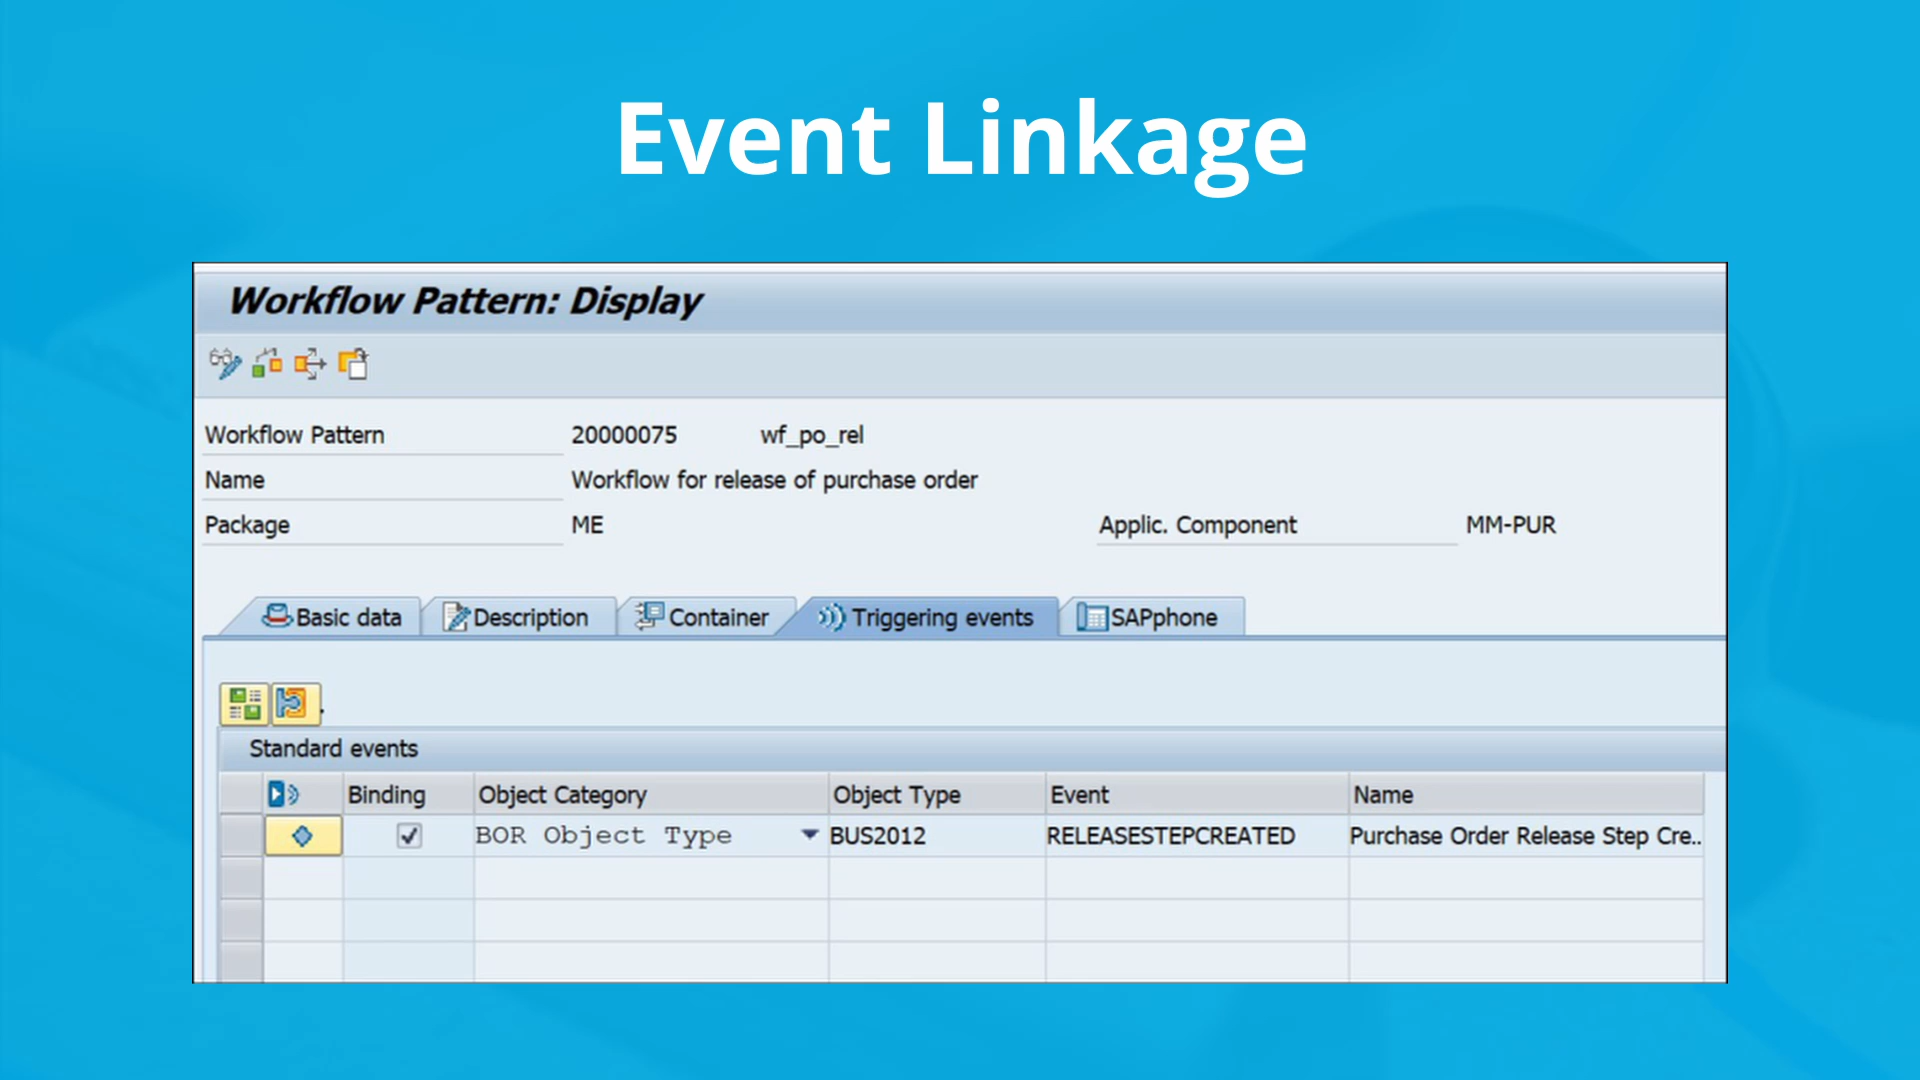 Event Linkage
Workflow Pattern: Display
Workflow Pattern 20000075 wf_po_rel
Name Workflow for release of purchase order
Package ME Applic. Component MM-PUR
Basic data Description Container Triggering events SAPphone
Standard events
Binding Object Category Object Type Event Name
BOR Object Type BUS2012 RELEASESTEPCREATED Purchase Order Release Step Cre..